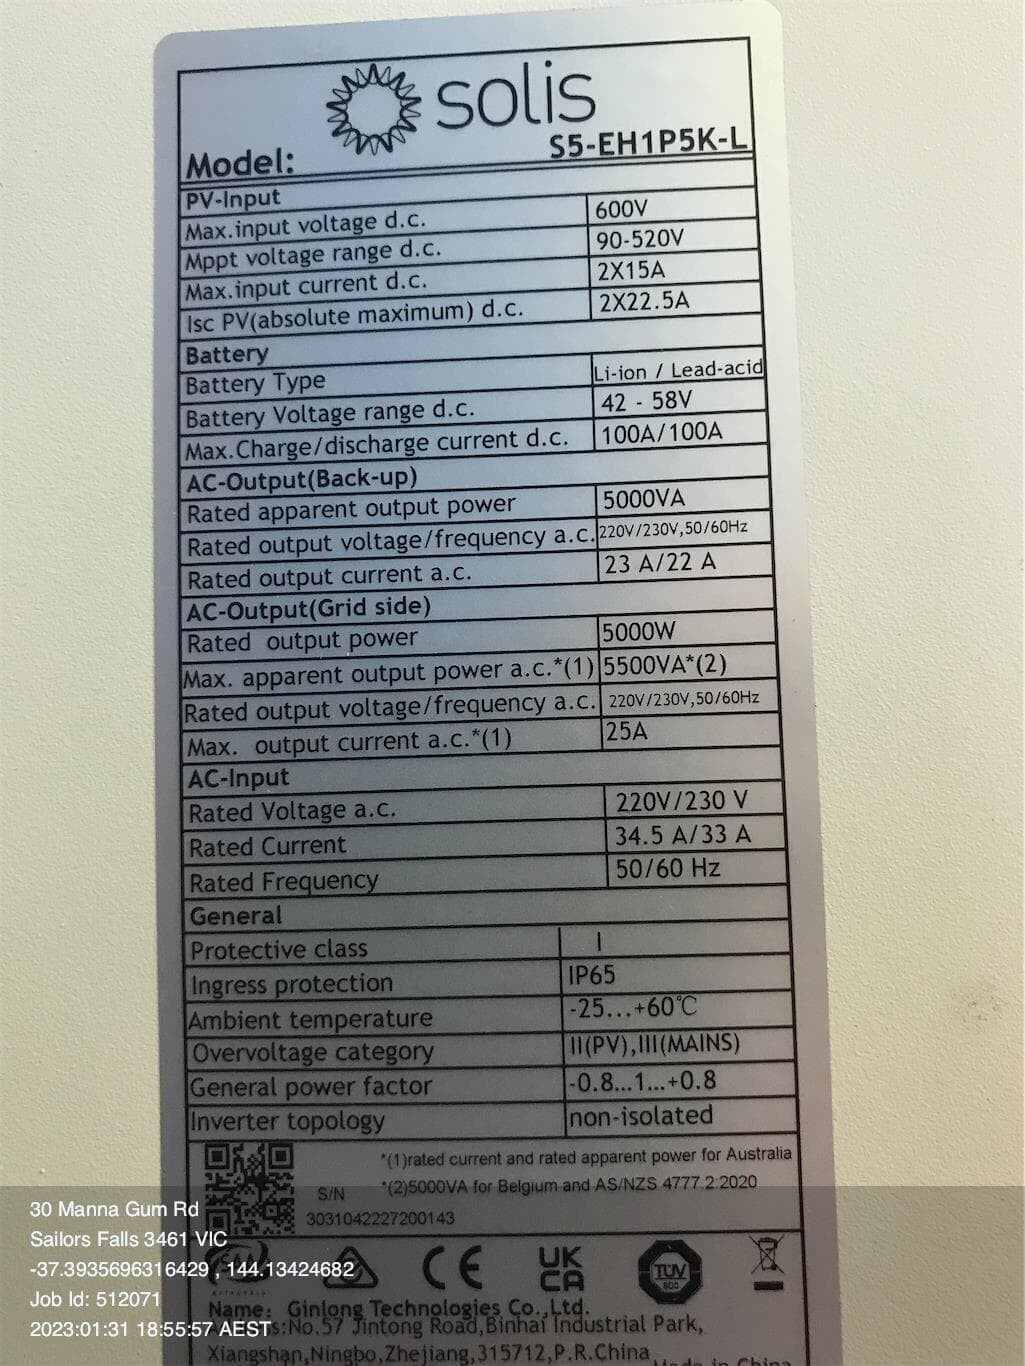 solis
Model: S5-EH1P5K-L
PV-Input
Max.input voltage d.c. 600V
Mppt voltage range d.c. 90-520V
Max.input current d.c. 2X15A
Isc PV(absolute maximum) d.c. 2X22.5A
Battery
Battery Type Li-ion / Lead-acid
Battery Voltage range d.c. 42 - 58V
Max.Charge/discharge current d.c. 100A/100A
AC-Output(Back-up)
Rated apparent output power 5000VA
Rated output voltage/frequency a.c. 220V/230V,50/60Hz
Rated output current a.c. 23 A/22 A
AC-Output(Grid side)
Rated output power 5000W
Max. apparent output power a.c.*(1) 5500VA*(2)
Rated output voltage/frequency a.c. 220V/230V,50/60Hz
Max. output current a.c.*(1) 25A
AC-Input
Rated Voltage a.c. 220V/230 V
Rated Current 34.5 A/33 A
Rated Frequency 50/60 Hz
General
Protective class I
Ingress protection IP65
Ambient temperature -25...+60℃
Overvoltage category II(PV),III(MAINS)
General power factor -0.8...1...+0.8
Inverter topology non-isolated
*(1)rated current and rated apparent power for Australia
*(2)5000VA for Belgium and AS/NZS 4777.2:2020
S/N
3031042227200143
CE UK CA TÜV
Name: Ginlong Technologies Co.,Ltd.
No.57 Jintong Road,Binhai Industrial Park,
Xiangshan,Ningbo,Zhejiang,315712,P.R.China
Made in China
30 Manna Gum Rd
Sailors Falls 3461 VIC
-37.3935696316429 , 144.13424682
Job Id: 512071
2023:01:31 18:55:57 AEST